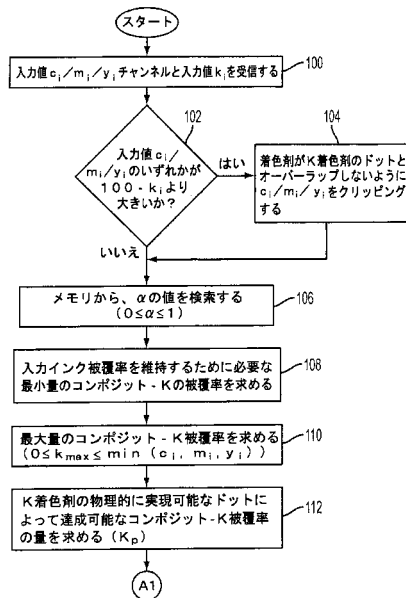 スタート
入力値ci/mi/yiチャンネルと入力値kiを受信する
100
102
入力値ci/
mi/yiのいずれかが
100-kiより
大きいか?
はい
104
着色剤がK着色剤のドットと
オーバーラップしないように
ci/mi/yiをクリッピング
する
いいえ
メモリから、αの値を検索する
(0≤α≤1)
106
入力インク被覆率を維持するために必要な
最小量のコンポジット-Kの被覆率を求める
108
最大量のコンポジット-K被覆率を求める
(0≤kmax≤min(ci, mi, yi))
110
K着色剤の物理的に実現可能なドットに
よって達成可能なコンポジット-K被覆率
の量を求める(Kp)
112
A1